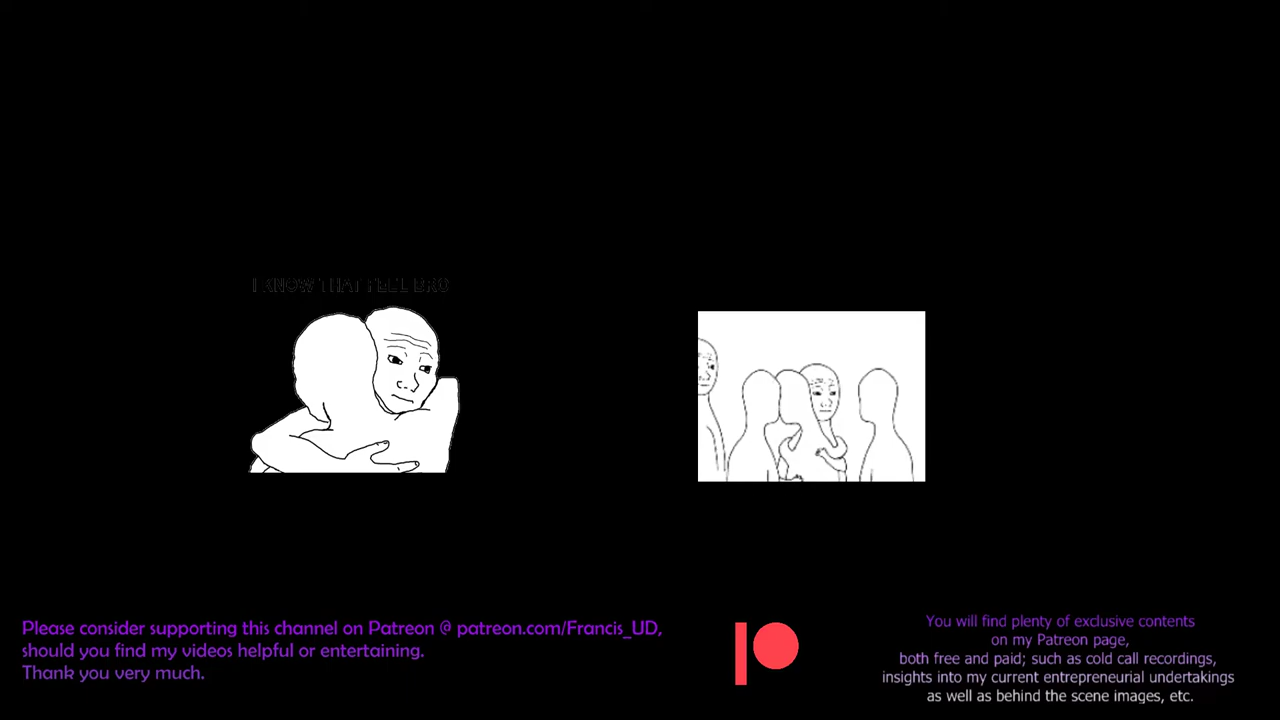 I KNOW THAT FEEL BRO
Please consider supporting this channel on Patreon @ patreon.com/Francis_UD,
should you find my videos helpful or entertaining.
Thank you very much.
You will find plenty of exclusive contents
on my Patreon page,
both free and paid; such as cold call recordings,
insights into my current entrepreneurial undertakings
as well as behind the scene images, etc.